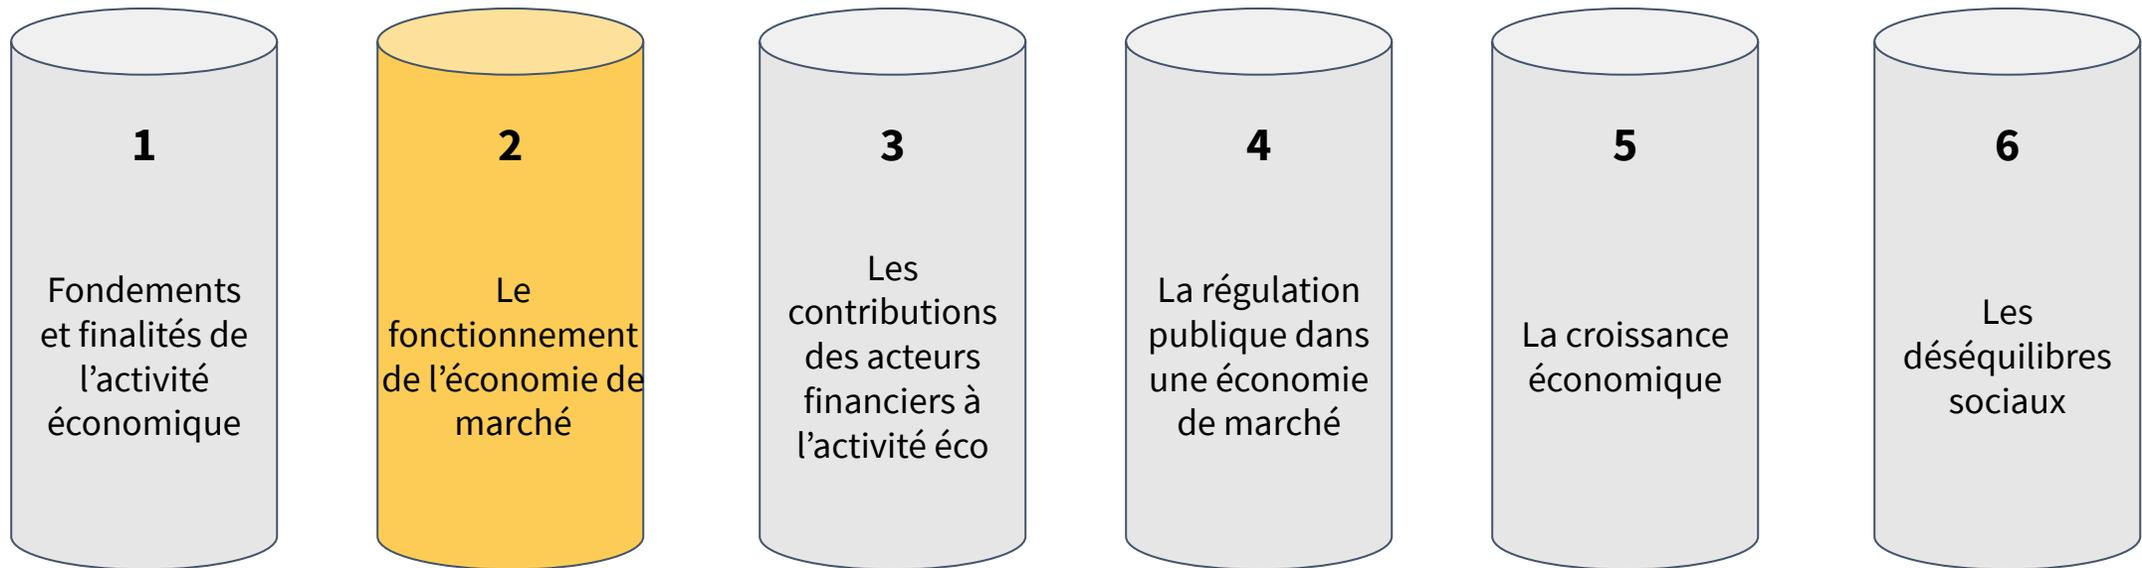 1
Fondements
et finalités de
l’activité
économique
2
Le
fonctionnement
de l’économie de
marché
3
Les
contributions
des acteurs
financiers à
l’activité éco
4
La régulation
publique dans
une économie
de marché
5
La croissance
économique
6
Les
déséquilibres
sociaux